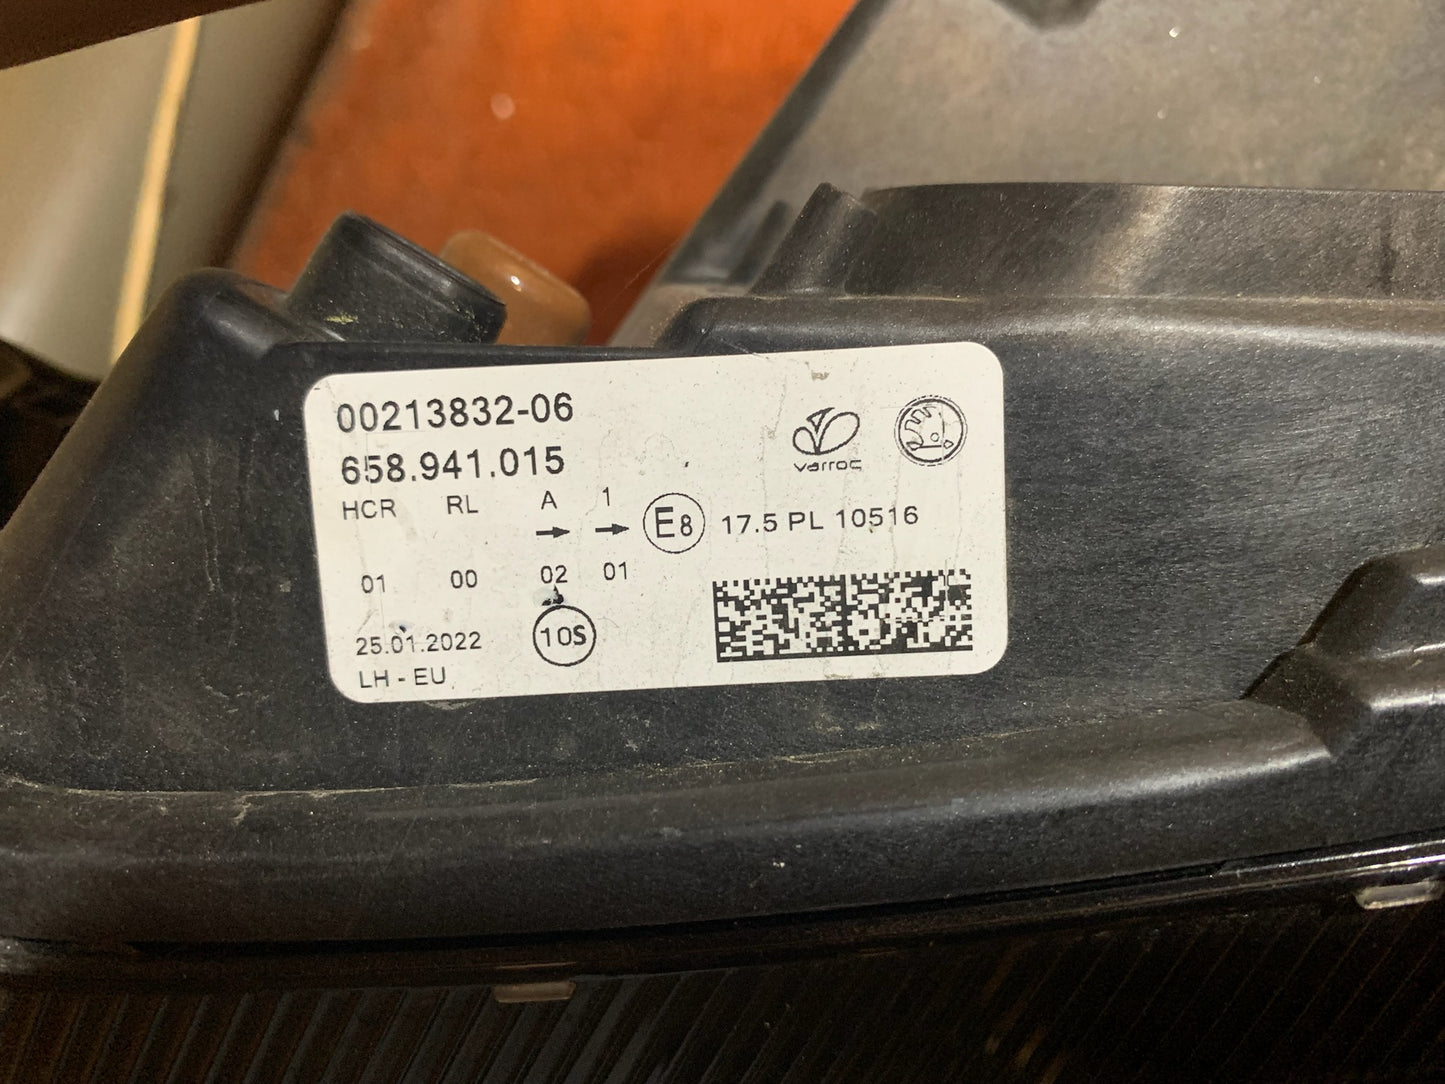 00213832-06
658.941.015
varroc
HCR RL A 1
E8 17.5 PL 10516
01 00 02 01
25.01.2022
10S
LH - EU